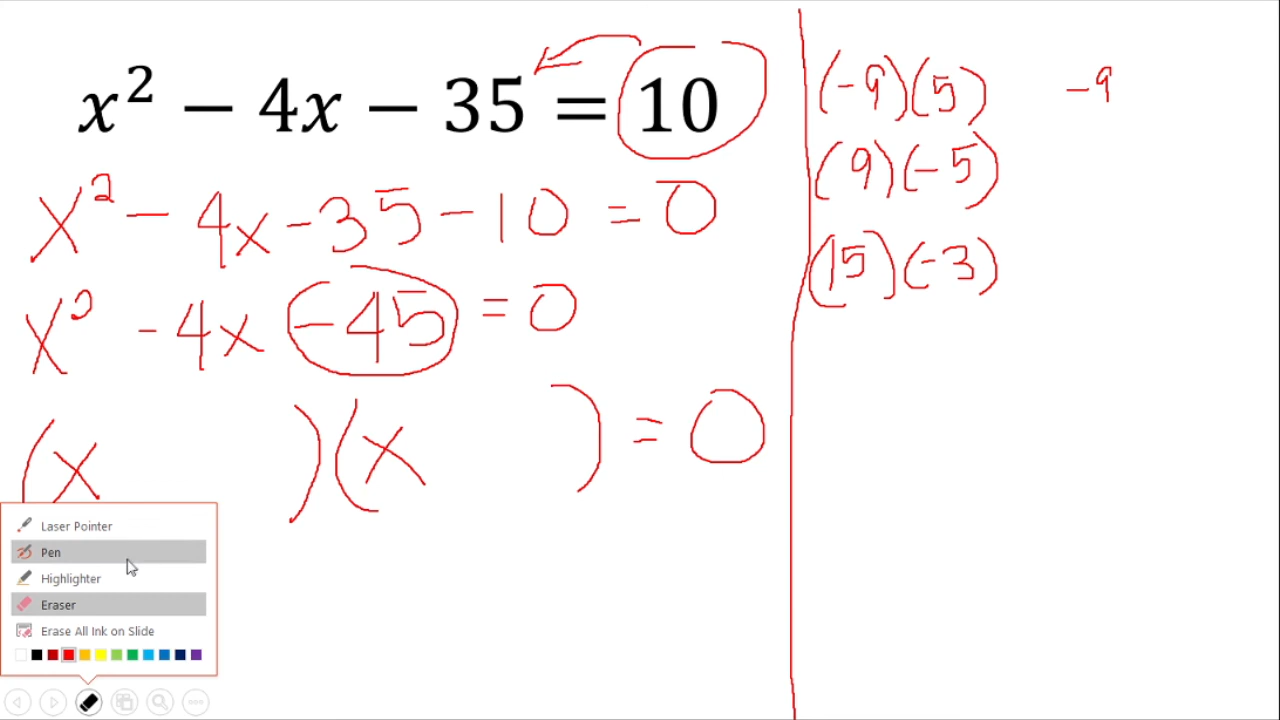 x² − 4x − 35 = 10
x² - 4x - 35 - 10 = 0
x² - 4x - 45 = 0
(x )(x ) = 0
(-9)(5) -9
(9)(-5)
(15)(-3)
Laser Pointer
Pen
Highlighter
Eraser
Erase All Ink on Slide